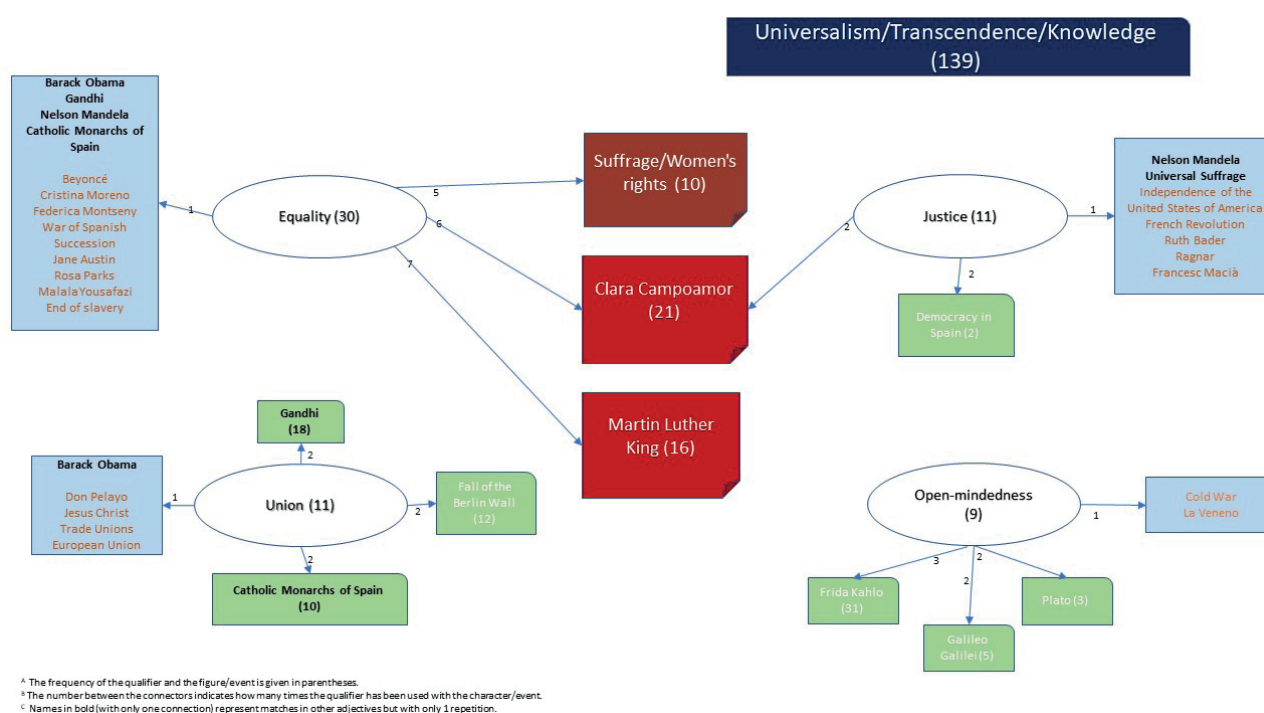 Universalism/Transcendence/Knowledge
(139)
Barack Obama
Gandhi
Nelson Mandela
Catholic Monarchs of
Spain
Beyoncé
Cristina Moreno
Federica Montseny
War of Spanish
Succession
Jane Austin
Rosa Parks
Malala Yousafazi
End of slavery
1
Equality (30)
5
6
7
Suffrage/Women's
rights (10)
Clara Campoamor
(21)
Martin Luther
King (16)
2
Justice (11)
1
2
Nelson Mandela
Universal Suffrage
Independence of the
United States of America
French Revolution
Ruth Bader
Ragnar
Francesc Macià
Democracy in
Spain (2)
Gandhi
(18)
2
Barack Obama
Don Pelayo
Jesus Christ
Trade Unions
European Union
1
Union (11)
2
Fall of the
Berlin Wall
(12)
2
Catholic Monarchs of Spain
(10)
Open-mindedness
(9)
1
Cold War
La Veneno
3
2
2
Frida Kahlo
(31)
Galileo
Galilei (5)
Plato (3)
A The frequency of the qualifier and the figure/event is given in parentheses.
B The number between the connectors indicates how many times the qualifier has been used with the character/event.
C Names in bold (with only one connection) represent matches in other adjectives but with only 1 repetition.